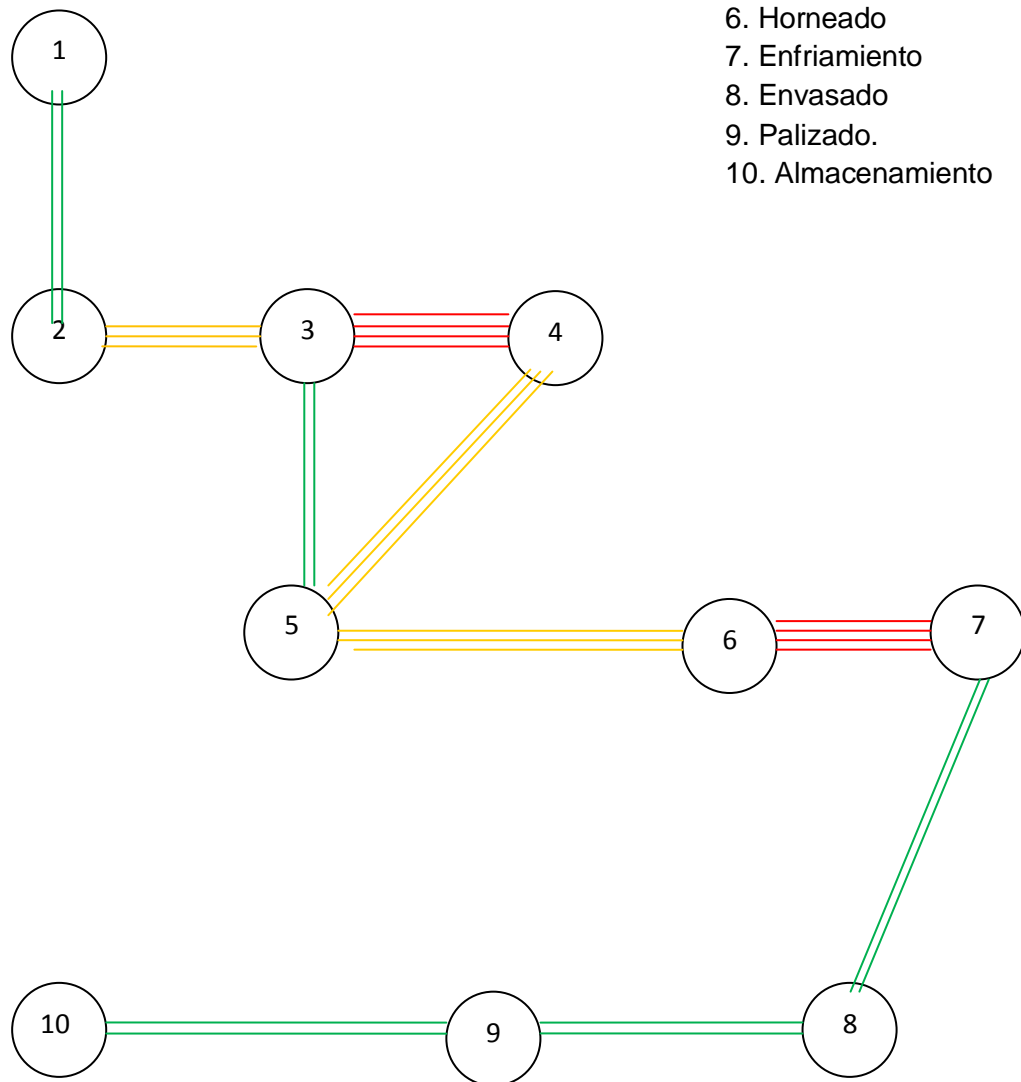 6. Horneado
7. Enfriamiento
8. Envasado
9. Palizado.
10. Almacenamiento
1
2
3
4
5
6
7
10
9
8